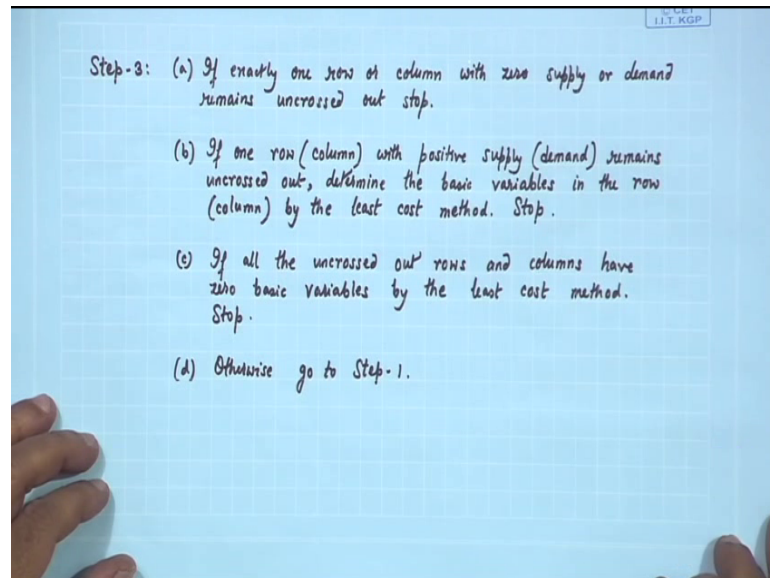 © CET
I.I.T. KGP
Step-3: (a) If exactly one row or column with zero supply or demand
remains uncrossed out stop.
(b) If one row (column) with positive supply (demand) remains
uncrossed out, determine the basic variables in the row
(column) by the least cost method. Stop.
(c) If all the uncrossed out rows and columns have
zero basic variables by the least cost method.
Stop.
(d) Otherwise go to Step-1.